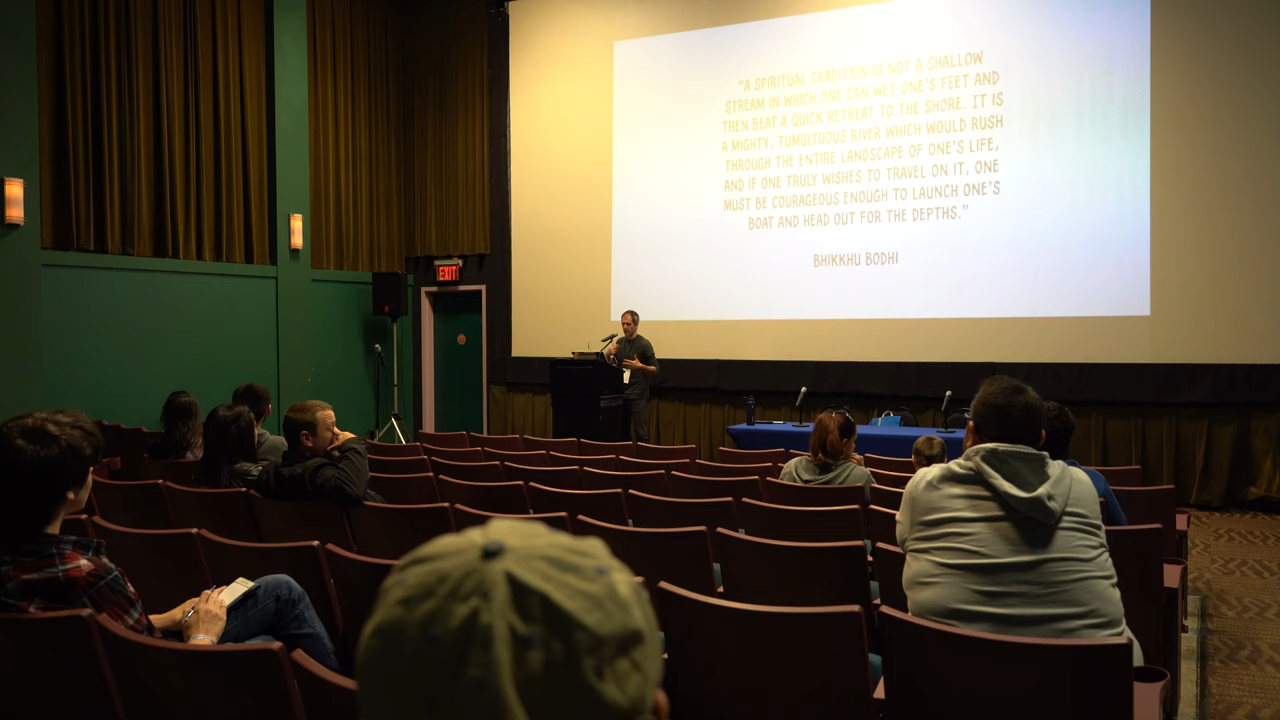 "A SPIRITUAL TRADITION IS NOT A SHALLOW
STREAM IN WHICH ONE CAN WET ONE'S FEET AND
THEN BEAT A QUICK RETREAT TO THE SHORE. IT IS
A MIGHTY, TUMULTUOUS RIVER WHICH WOULD RUSH
THROUGH THE ENTIRE LANDSCAPE OF ONE'S LIFE,
AND IF ONE TRULY WISHES TO TRAVEL ON IT, ONE
MUST BE COURAGEOUS ENOUGH TO LAUNCH ONE'S
BOAT AND HEAD OUT FOR THE DEPTHS."
BHIKKHU BODHI
EXIT